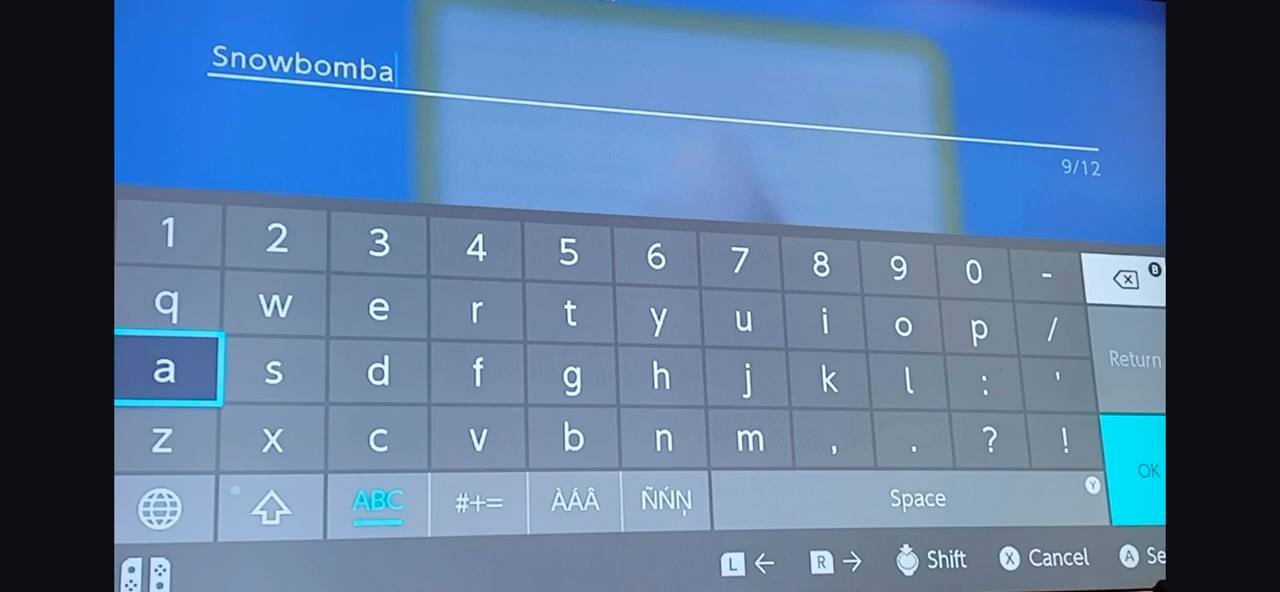 Snowbomba
9/12
1 2 3 4 5 6 7 8 9 0 - B
q w e r t y u i o p /
a s d f g h j k l : ' Return
z x c v b n m , . ? ! OK
ABC #+= ÀÁÂ ÑŃŅ Space Y
L ← R → Shift X Cancel A